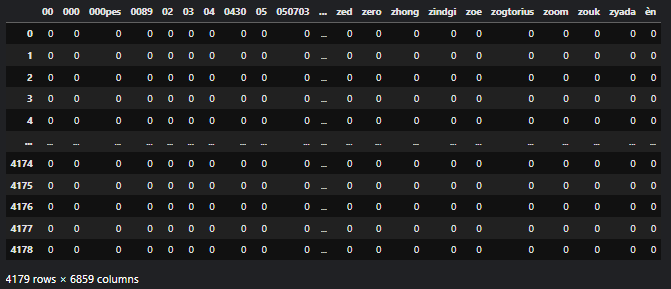 00 000 000pes 0089 02 03 04 0430 05 050703 ... zed zero zhong zindgi zoe zogtorius zoom zouk zyada èn
0 0 0 0 0 0 0 0 0 0 0 ... 0 0 0 0 0 0 0 0 0 0
1 0 0 0 0 0 0 0 0 0 0 ... 0 0 0 0 0 0 0 0 0 0
2 0 0 0 0 0 0 0 0 0 0 ... 0 0 0 0 0 0 0 0 0 0
3 0 0 0 0 0 0 0 0 0 0 ... 0 0 0 0 0 0 0 0 0 0
4 0 0 0 0 0 0 0 0 0 0 ... 0 0 0 0 0 0 0 0 0 0
... ... ... ... ... ... ... ... ... ... ... ... ... ... ... ... ... ... ... ... ... ...
4174 0 0 0 0 0 0 0 0 0 0 ... 0 0 0 0 0 0 0 0 0 0
4175 0 0 0 0 0 0 0 0 0 0 ... 0 0 0 0 0 0 0 0 0 0
4176 0 0 0 0 0 0 0 0 0 0 ... 0 0 0 0 0 0 0 0 0 0
4177 0 0 0 0 0 0 0 0 0 0 ... 0 0 0 0 0 0 0 0 0 0
4178 0 0 0 0 0 0 0 0 0 0 ... 0 0 0 0 0 0 0 0 0 0
4179 rows × 6859 columns